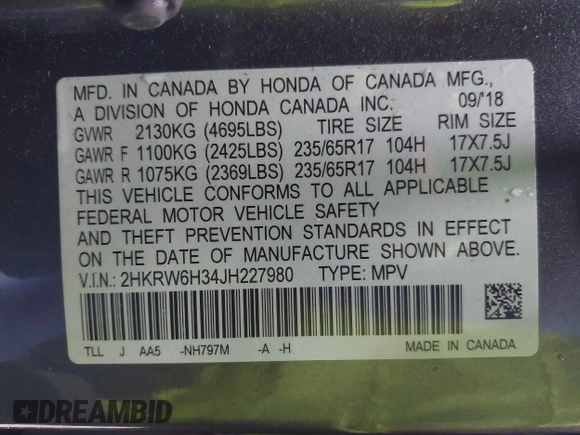 MFD. IN CANADA BY HONDA OF CANADA MFG.,
A DIVISION OF HONDA CANADA INC. 09/18
GVWR 2130KG (4695LBS) TIRE SIZE RIM SIZE
GAWR F 1100KG (2425LBS) 235/65R17 104H 17X7.5J
GAWR R 1075KG (2369LBS) 235/65R17 104H 17X7.5J
THIS VEHICLE CONFORMS TO ALL APPLICABLE
FEDERAL MOTOR VEHICLE SAFETY
AND THEFT PREVENTION STANDARDS IN EFFECT
ON THE DATE OF MANUFACTURE SHOWN ABOVE.
V.I.N.: 2HKRW6H34JH227980 TYPE: MPV
TLL J AA5 -NH797M -A -H MADE IN CANADA
DREAMBID